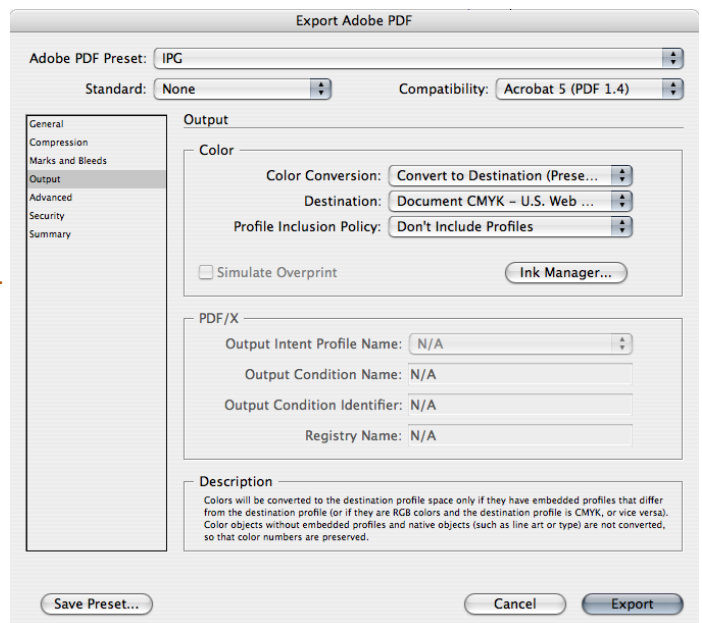 Export Adobe PDF
Adobe PDF Preset: IPG
Standard: None Compatibility: Acrobat 5 (PDF 1.4)
General
Compression
Marks and Bleeds
Output
Advanced
Security
Summary
Output
Color
Color Conversion: Convert to Destination (Prese...
Destination: Document CMYK – U.S. Web ...
Profile Inclusion Policy: Don't Include Profiles
Simulate Overprint Ink Manager...
PDF/X
Output Intent Profile Name: N/A
Output Condition Name: N/A
Output Condition Identifier: N/A
Registry Name: N/A
Description
Colors will be converted to the destination profile space only if they have embedded profiles that differ
from the destination profile (or if they are RGB colors and the destination profile is CMYK, or vice versa).
Color objects without embedded profiles and native objects (such as line art or type) are not converted,
so that color numbers are preserved.
Save Preset... Cancel Export